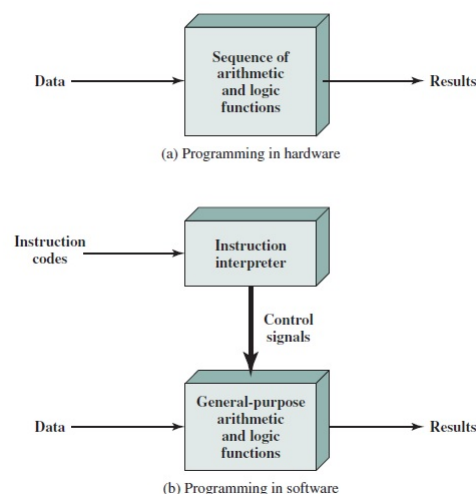 Sequence of
arithmetic
and logic
functions
Data
Results
(a) Programming in hardware
Instruction
codes
Instruction
interpreter
Control
signals
General-purpose
arithmetic
and logic
functions
Data
Results
(b) Programming in software